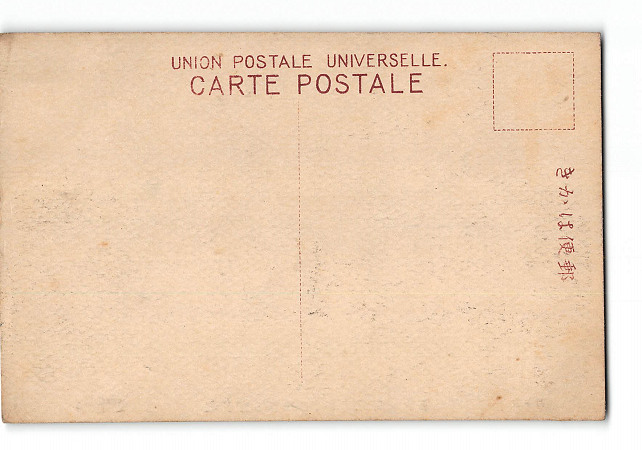 UNION POSTALE UNIVERSELLE.
CARTE POSTALE
きかは便郵